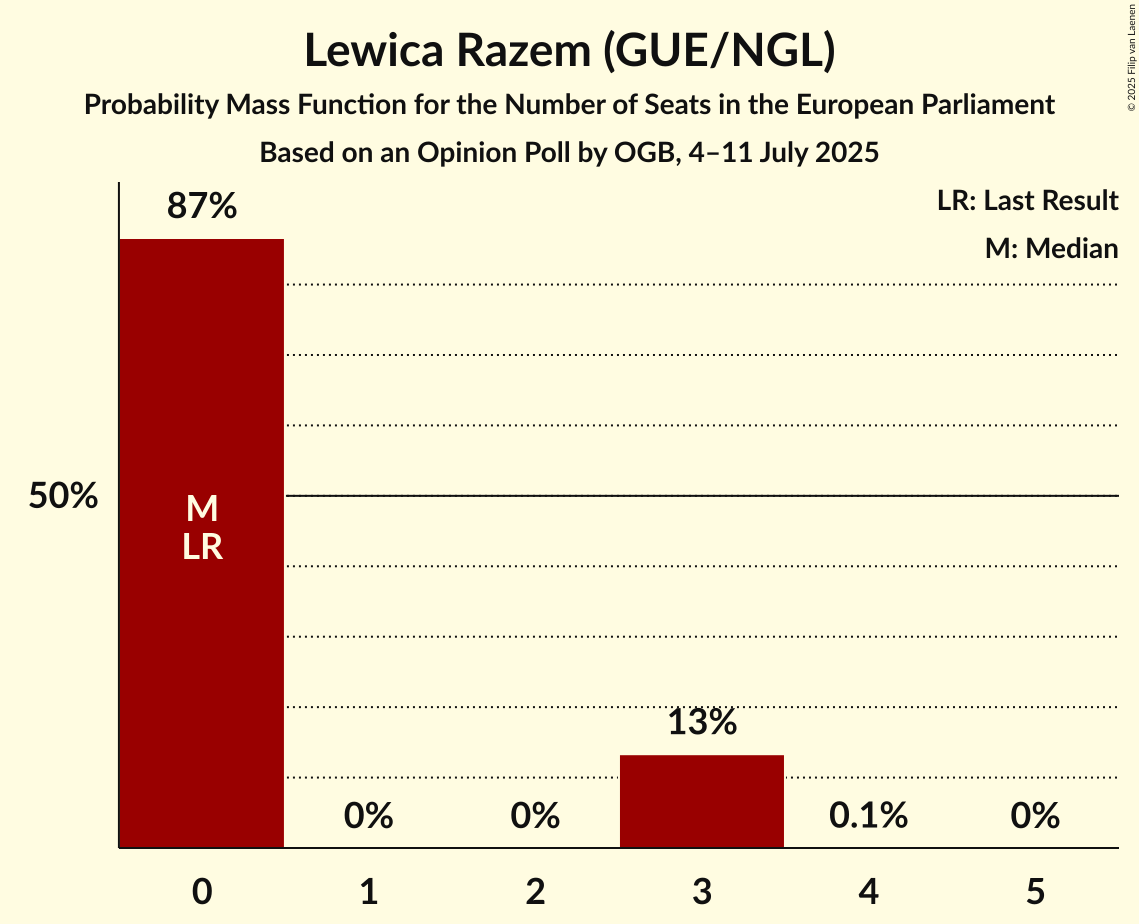 Lewica Razem (GUE/NGL)
Probability Mass Function for the Number of Seats in the European Parliament
Based on an Opinion Poll by OGB, 4–11 July 2025
© 2025 Filip van Laenen
LR: Last Result
M: Median
87%
50%
M
LR
13%
0%
0%
0.1%
0%
0
1
2
3
4
5